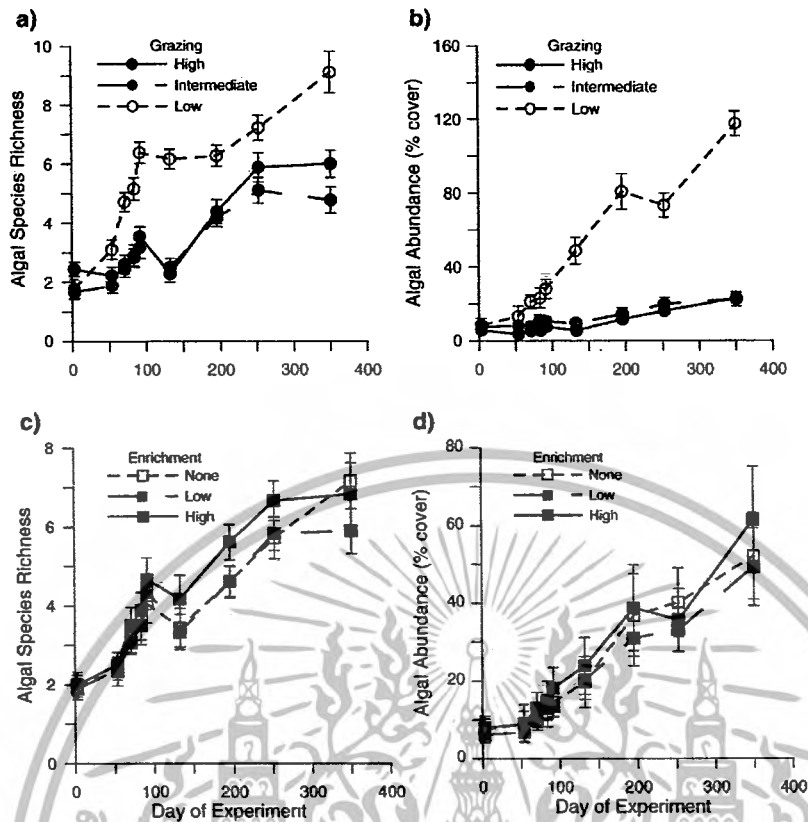 a)
Grazing
High
Intermediate
Low
Algal Species Richness
10
8
6
4
2
0
0 100 200 300 400
b)
Grazing
High
Intermediate
Low
Algal Abundance (% cover)
200
160
120
80
40
0
0 100 200 300 400
c)
Enrichment
None
Low
High
Algal Species Richness
8
6
4
2
0
0 100 200 300 400
Day of Experiment
d)
Enrichment
None
Low
High
Algal Abundance (% cover)
80
60
40
20
0
0 100 200 300 400
Day of Experiment